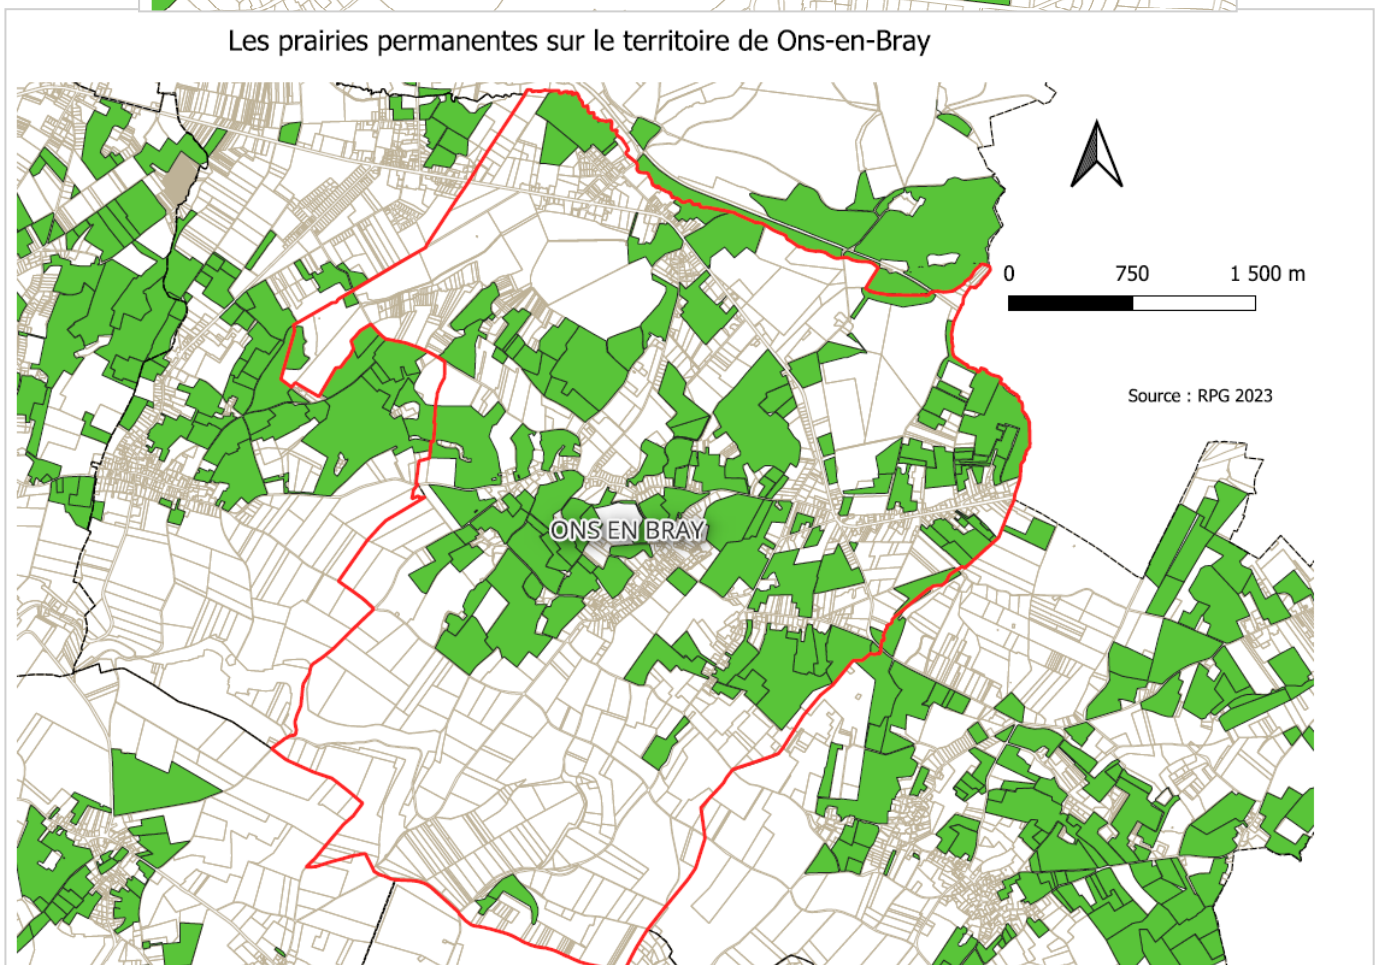 Les prairies permanentes sur le territoire de Ons-en-Bray
0 750 1 500 m
Source : RPG 2023
ONS EN BRAY